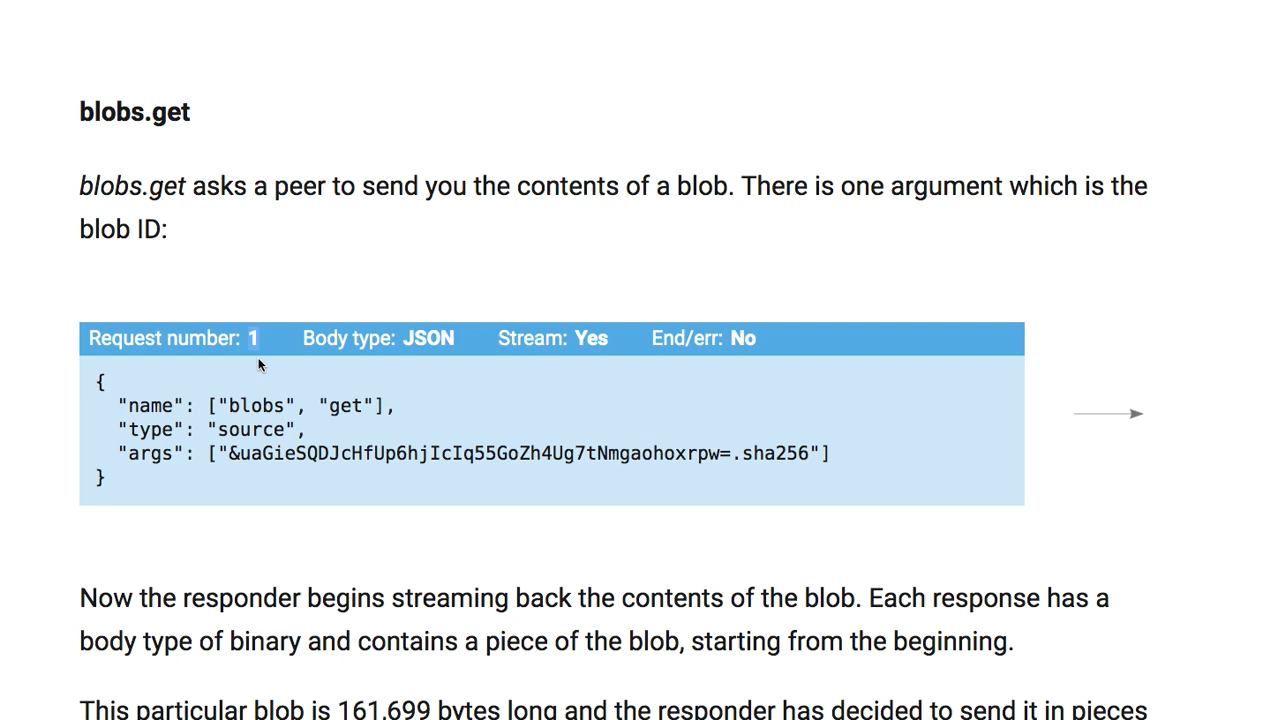 blobs.get
blobs.get asks a peer to send you the contents of a blob. There is one argument which is the
blob ID:
Request number: 1 Body type: JSON Stream: Yes End/err: No
{
  "name": ["blobs", "get"],
  "type": "source",
  "args": ["&uaGieSQDJcHfUp6hjIcIq55GoZh4Ug7tNmgaohoxrpw=.sha256"]
}
Now the responder begins streaming back the contents of the blob. Each response has a
body type of binary and contains a piece of the blob, starting from the beginning.
This particular blob is 161,699 bytes long and the responder has decided to send it in pieces